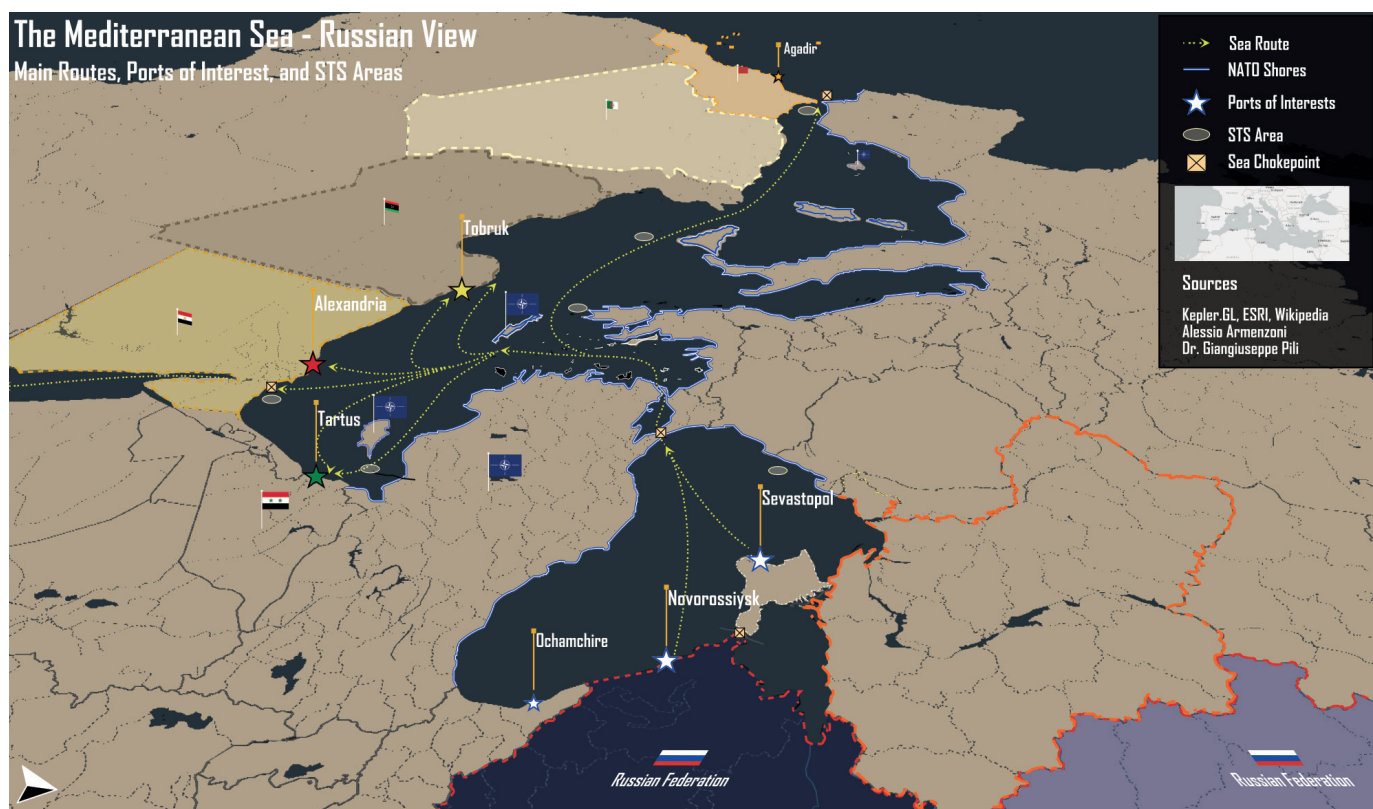 The Mediterranean Sea - Russian View
Main Routes, Ports of Interest, and STS Areas
Agadir
Tobruk
Alexandria
Tartus
Sevastopol
Novorossiysk
Ochamchire
Russian Federation
Russian Federation
Sea Route
NATO Shores
Ports of Interests
STS Area
Sea Chokepoint
Sources
Kepler.GL, ESRI, Wikipedia
Alessio Armenzoni
Dr. Giangiuseppe Pili